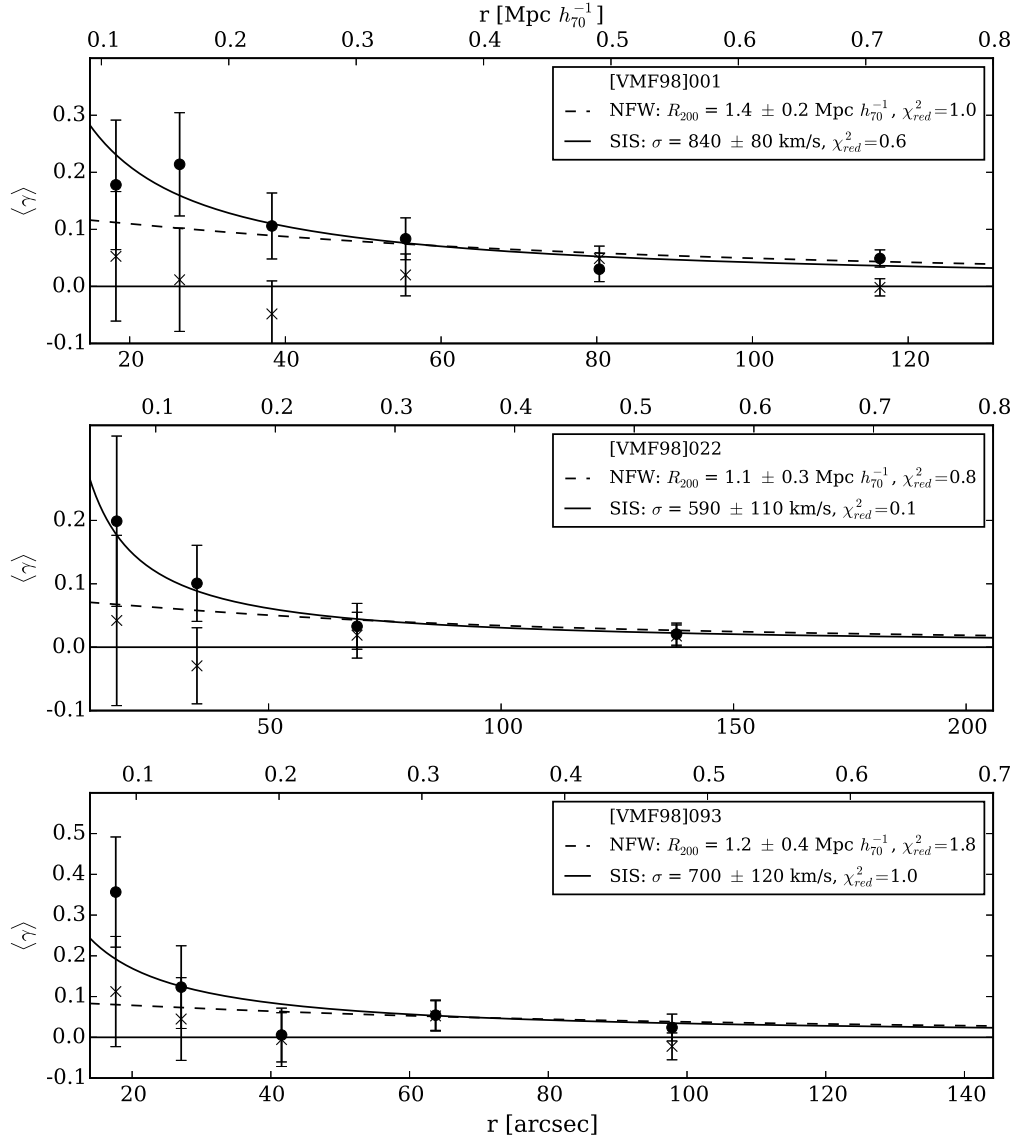 r [Mpc h₇₀⁻¹]
0.1 0.2 0.3 0.4 0.5 0.6 0.7 0.8
[VMF98]001
NFW: R₂₀₀ = 1.4 ± 0.2 Mpc h₇₀⁻¹, χ²_red=1.0
SIS: σ = 840 ± 80 km/s, χ²_red=0.6
0.3
0.2
⟨γ⟩
0.1
0.0
-0.1
20 40 60 80 100 120
0.1 0.2 0.3 0.4 0.5 0.6 0.7 0.8
[VMF98]022
NFW: R₂₀₀ = 1.1 ± 0.3 Mpc h₇₀⁻¹, χ²_red=0.8
SIS: σ = 590 ± 110 km/s, χ²_red=0.1
0.2
⟨γ⟩
0.1
0.0
-0.1
50 100 150 200
0.1 0.2 0.3 0.4 0.5 0.6 0.7
[VMF98]093
NFW: R₂₀₀ = 1.2 ± 0.4 Mpc h₇₀⁻¹, χ²_red=1.8
SIS: σ = 700 ± 120 km/s, χ²_red=1.0
0.5
0.4
0.3
⟨γ⟩
0.2
0.1
0.0
-0.1
20 40 60 80 100 120 140
r [arcsec]